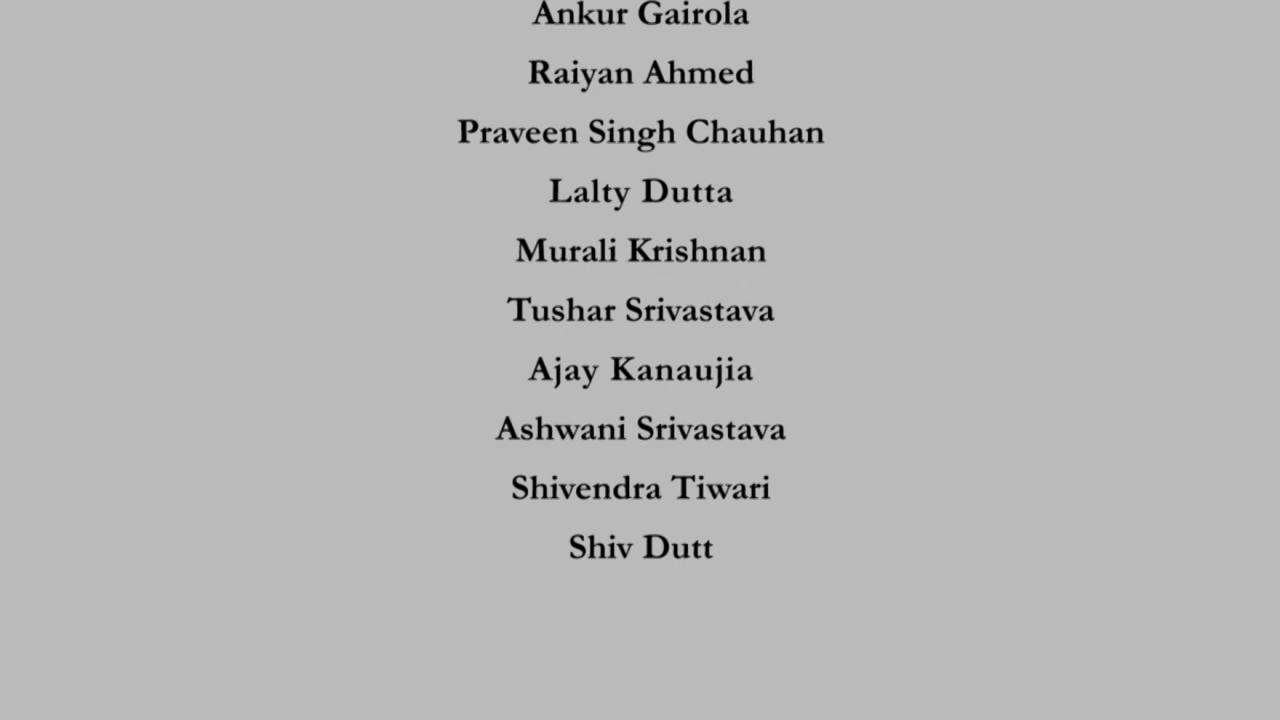 Ankur Gairola
Raiyan Ahmed
Praveen Singh Chauhan
Lalty Dutta
Murali Krishnan
Tushar Srivastava
Ajay Kanaujia
Ashwani Srivastava
Shivendra Tiwari
Shiv Dutt